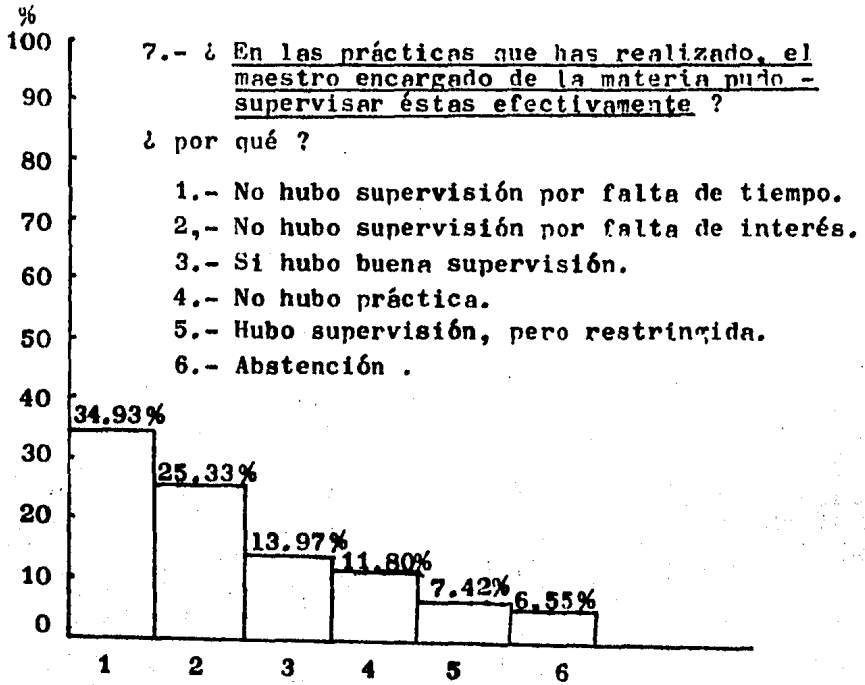 %
100
7.- ¿ En las prácticas que has realizado, el
maestro encargado de la materia pudo -
supervisar éstas efectivamente ?
¿ por qué ?
1.- No hubo supervisión por falta de tiempo.
2,- No hubo supervisión por falta de interés.
3.- Si hubo buena supervisión.
4.- No hubo práctica.
5.- Hubo supervisión, pero restringida.
6.- Abstención .
90
80
70
60
50
40
30
20
10
0
34.93%
25.33%
13.97%
11.80%
7.42%
6.55%
1 2 3 4 5 6